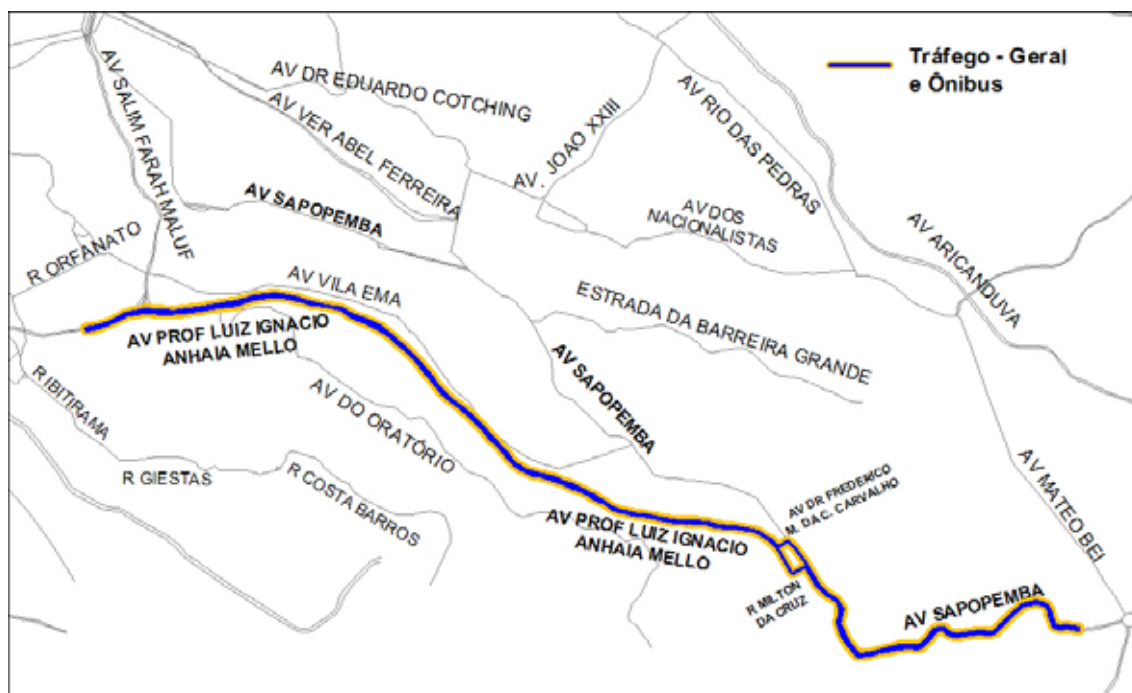 Tráfego - Geral
e Ônibus
AV DR EDUARDO COTCHING
AV SALIM FARAH MALUF
AV VER ABEL FERREIRA
AV . JOAO XXIII
AV RIO DAS PEDRAS
AV SAPOPEMBA
AV DOS
NACIONALISTAS
AV ARICANDUVA
R ORFANATO
AV VILA EMA
ESTRADA DA BARREIRA GRANDE
AV PROF LUIZ IGNACIO
ANHAIA MELLO
AV SAPOPEMBA
R IBITIRAMA
AV DO ORATÓRIO
R GIESTAS
R COSTA BARROS
AV DR FREDERICO
M. DA C. CARVALHO
AV MATEO BEI
AV PROF LUIZ IGNACIO
ANHAIA MELLO
R MILTON
DA CRUZ
AV SAPOPEMBA